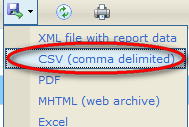 XML file with report data
CSV (comma delimited)
PDF
MHTML (web archive)
Excel